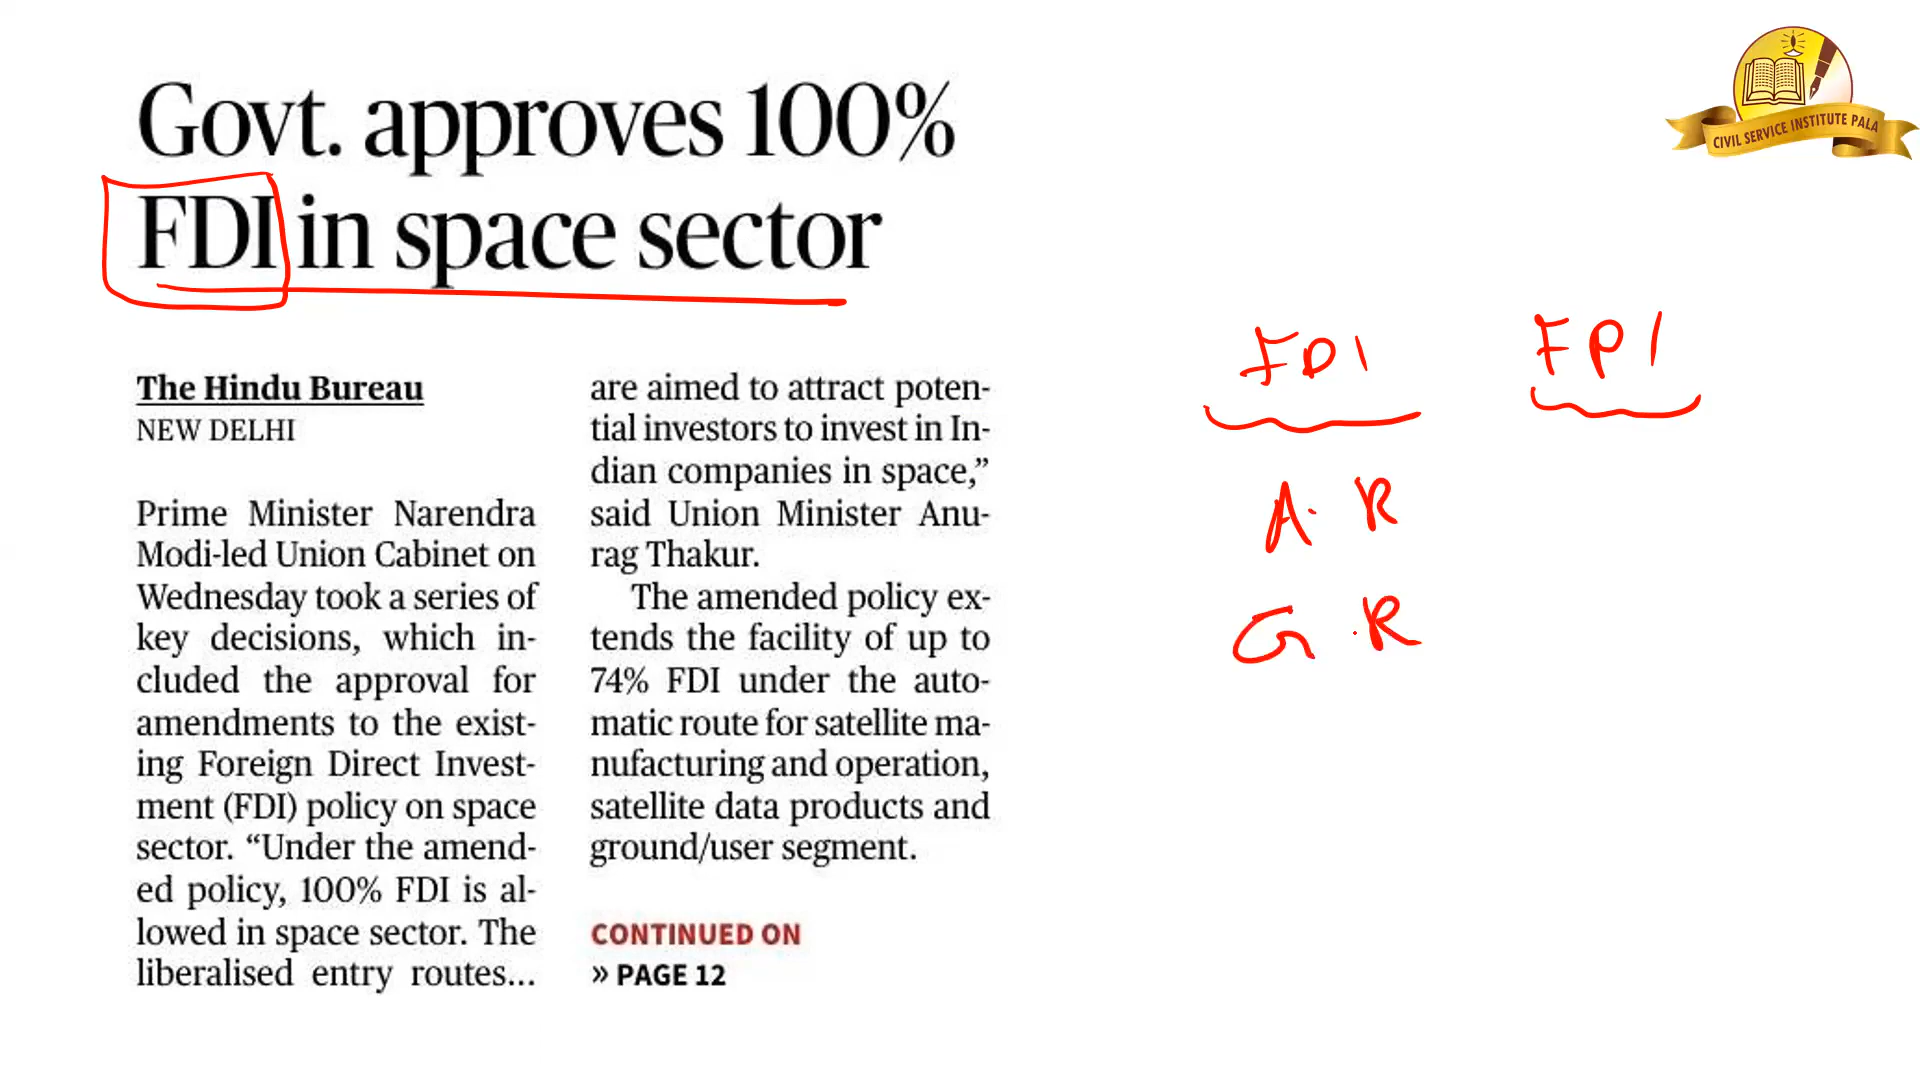 Govt. approves 100%
FDI in space sector
The Hindu Bureau
NEW DELHI
Prime Minister Narendra
Modi-led Union Cabinet on
Wednesday took a series of
key decisions, which in-
cluded the approval for
amendments to the exist-
ing Foreign Direct Invest-
ment (FDI) policy on space
sector. “Under the amend-
ed policy, 100% FDI is al-
lowed in space sector. The
liberalised entry routes...
are aimed to attract poten-
tial investors to invest in In-
dian companies in space,”
said Union Minister Anu-
rag Thakur.
The amended policy ex-
tends the facility of up to
74% FDI under the auto-
matic route for satellite ma-
nufacturing and operation,
satellite data products and
ground/user segment.
CONTINUED ON
» PAGE 12
CIVIL SERVICE INSTITUTE PALA
FDI FPI
A. R
G.R